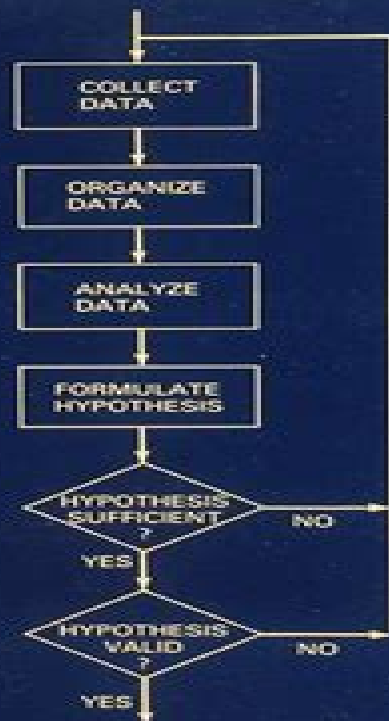 COLLECT
DATA
ORGANIZE
DATA
ANALYZE
DATA
FORMULATE
HYPOTHESIS
HYPOTHESIS
SUFFICIENT
?
NO
YES
HYPOTHESIS
VALID
?
NO
YES